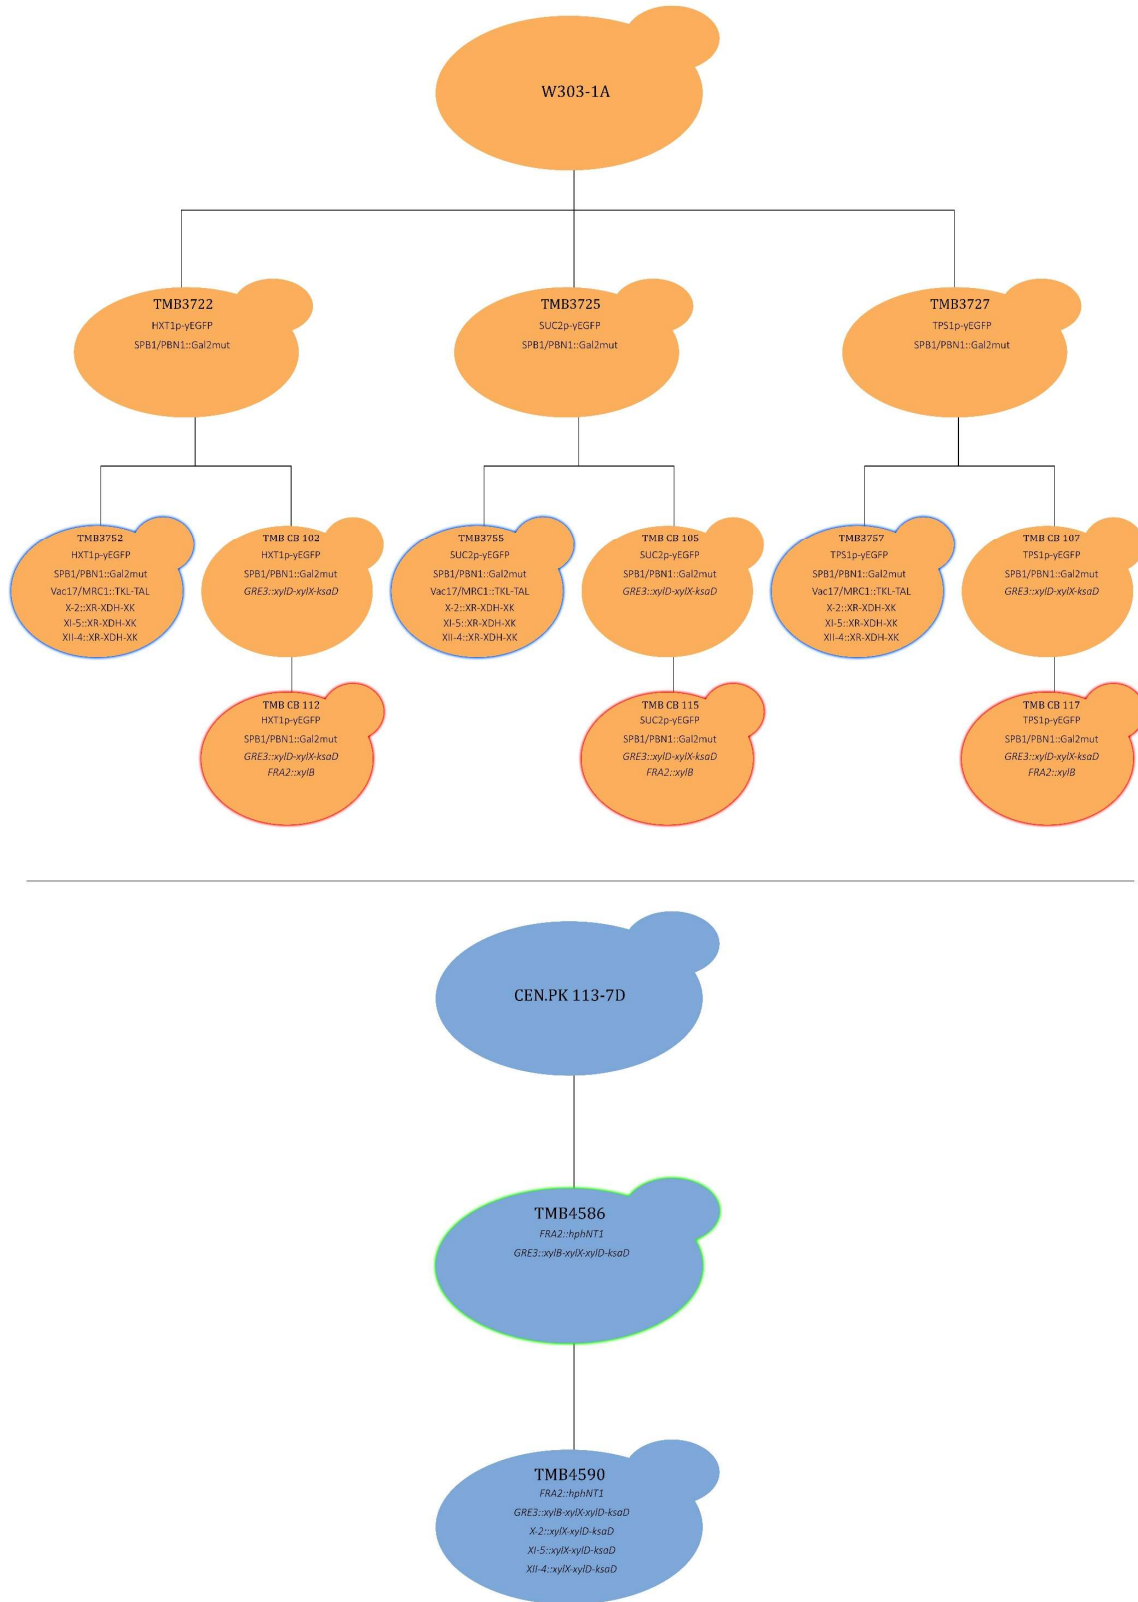 W303-1A
TMB3722
HXT1p-yEGFP
SPB1/PBN1::Gal2mut
TMB3725
SUC2p-yEGFP
SPB1/PBN1::Gal2mut
TMB3727
TPS1p-yEGFP
SPB1/PBN1::Gal2mut
TMB3752
HXT1p-yEGFP
SPB1/PBN1::Gal2mut
Vac17/MRC1::TKL-TAL
X-2::XR-XDH-XK
XI-5::XR-XDH-XK
XII-4::XR-XDH-XK
TMB CB 102
HXT1p-yEGFP
SPB1/PBN1::Gal2mut
GRE3::xylD-xylX-ksaD
TMB3755
SUC2p-yEGFP
SPB1/PBN1::Gal2mut
Vac17/MRC1::TKL-TAL
X-2::XR-XDH-XK
XI-5::XR-XDH-XK
XII-4::XR-XDH-XK
TMB CB 105
SUC2p-yEGFP
SPB1/PBN1::Gal2mut
GRE3::xylD-xylX-ksaD
TMB3757
TPS1p-yEGFP
SPB1/PBN1::Gal2mut
Vac17/MRC1::TKL-TAL
X-2::XR-XDH-XK
XI-5::XR-XDH-XK
XII-4::XR-XDH-XK
TMB CB 107
TPS1p-yEGFP
SPB1/PBN1::Gal2mut
GRE3::xylD-xylX-ksaD
TMB CB 112
HXT1p-yEGFP
SPB1/PBN1::Gal2mut
GRE3::xylD-xylX-ksaD
FRA2::xylB
TMB CB 115
SUC2p-yEGFP
SPB1/PBN1::Gal2mut
GRE3::xylD-xylX-ksaD
FRA2::xylB
TMB CB 117
TPS1p-yEGFP
SPB1/PBN1::Gal2mut
GRE3::xylD-xylX-ksaD
FRA2::xylB
CEN.PK 113-7D
TMB4586
FRA2::hphNT1
GRE3::xylB-xylX-xylD-ksaD
TMB4590
FRA2::hphNT1
GRE3::xylB-xylX-xylD-ksaD
X-2::xylX-xylD-ksaD
XI-5::xylX-xylD-ksaD
XII-4::xylX-xylD-ksaD